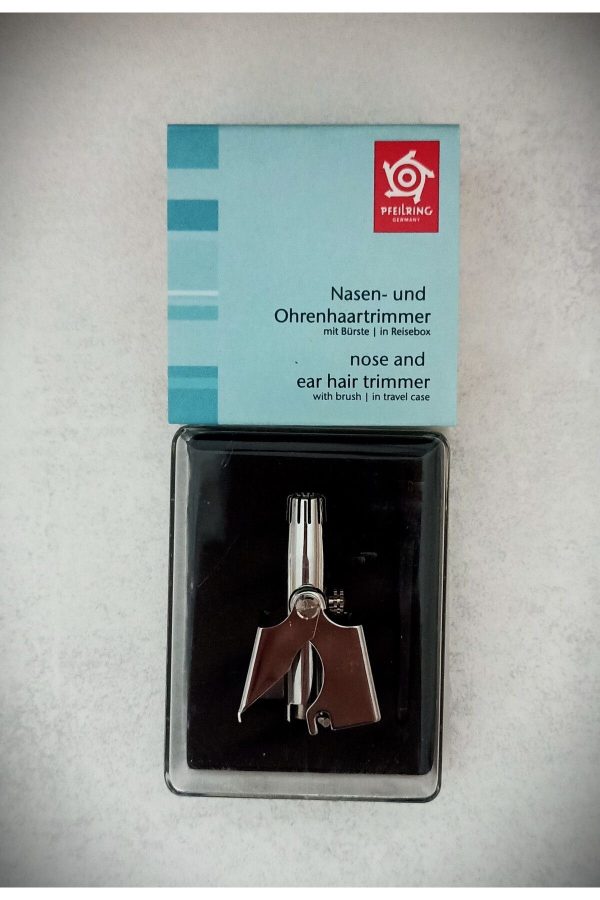 PFEILRING
GERMANY
Nasen- und
Ohrenhaartrimmer
mit Bürste | in Reisebox
nose and
ear hair trimmer
with brush | in travel case